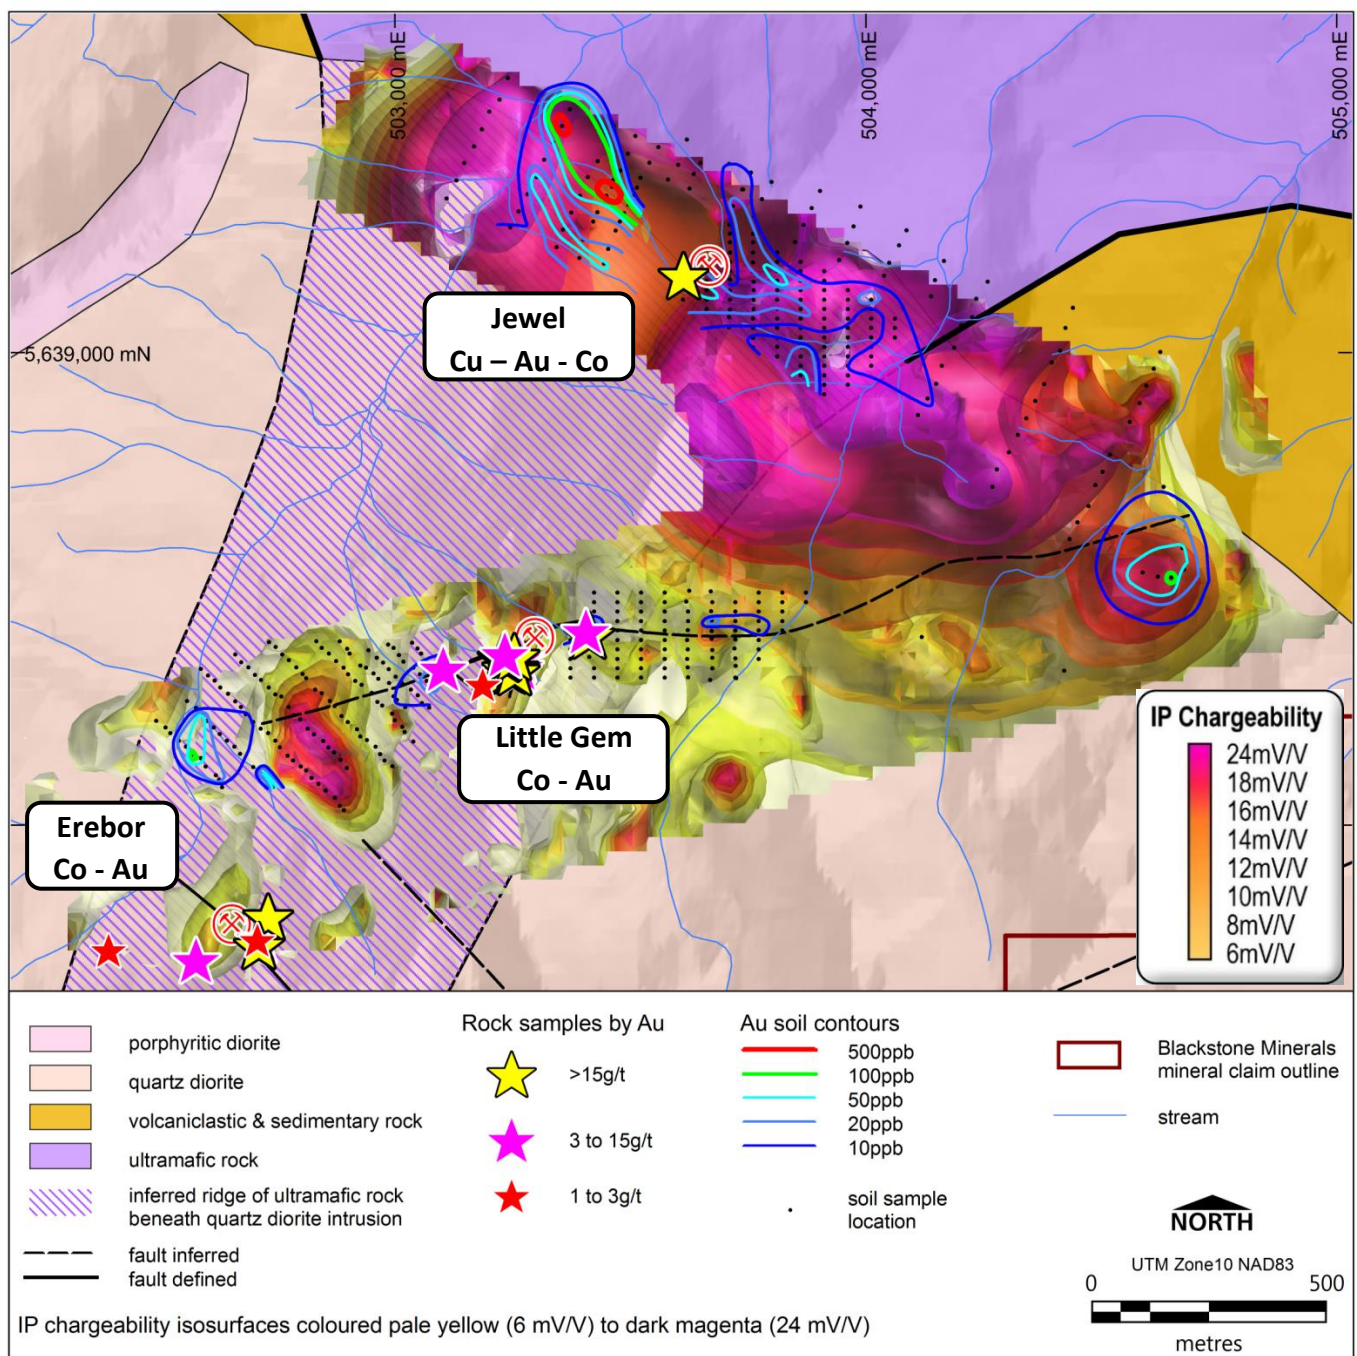 503,000 mE
504,000 mE
505,000 mE
5,639,000 mN
Jewel
Cu – Au - Co
Little Gem
Co - Au
Erebor
Co - Au
IP Chargeability
24mV/V
18mV/V
16mV/V
14mV/V
12mV/V
10mV/V
8mV/V
6mV/V
porphyritic diorite
quartz diorite
volcaniclastic & sedimentary rock
ultramafic rock
inferred ridge of ultramafic rock
beneath quartz diorite intrusion
fault inferred
fault defined
Rock samples by Au
>15g/t
3 to 15g/t
1 to 3g/t
Au soil contours
500ppb
100ppb
50ppb
20ppb
10ppb
soil sample
location
Blackstone Minerals
mineral claim outline
stream
NORTH
UTM Zone10 NAD83
0 500
metres
IP chargeability isosurfaces coloured pale yellow (6 mV/V) to dark magenta (24 mV/V)